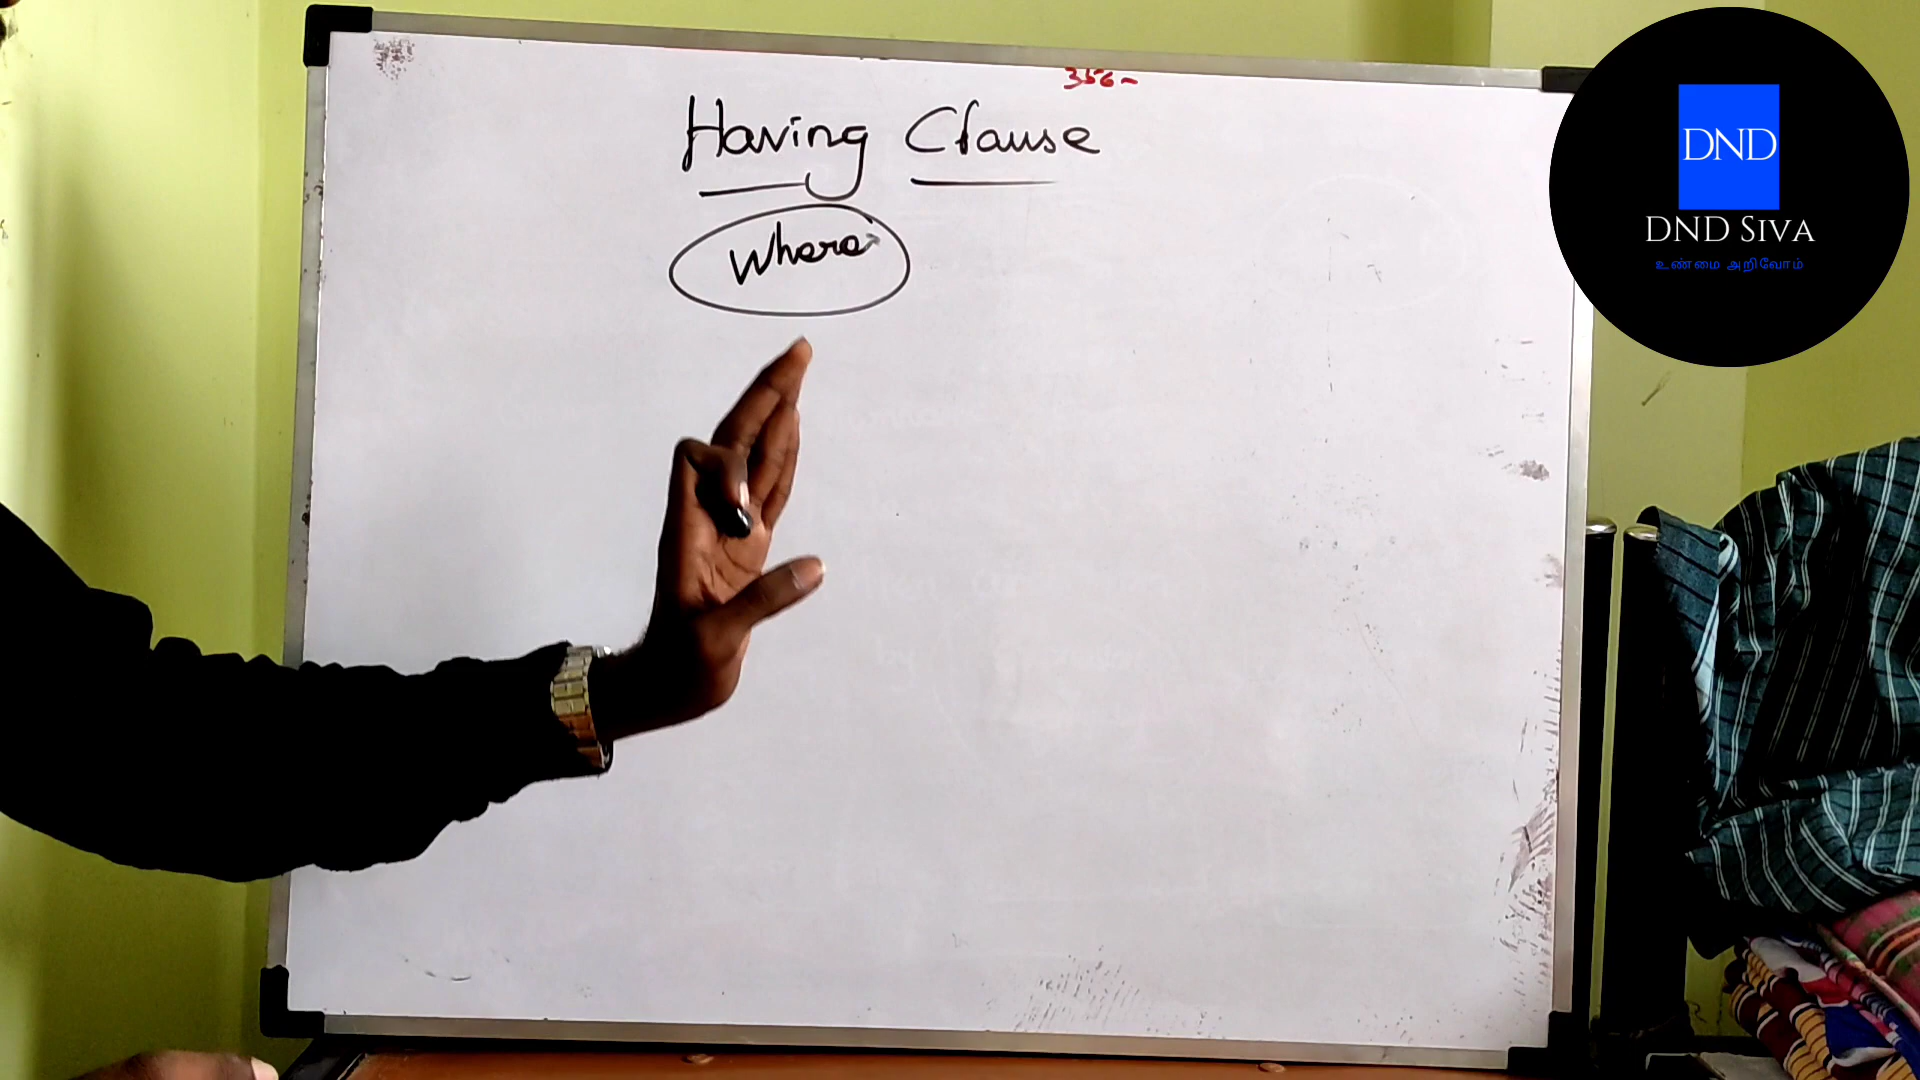 356-
Having Clause
Where
DND
DND SIVA
உண்மை அறிவோம்